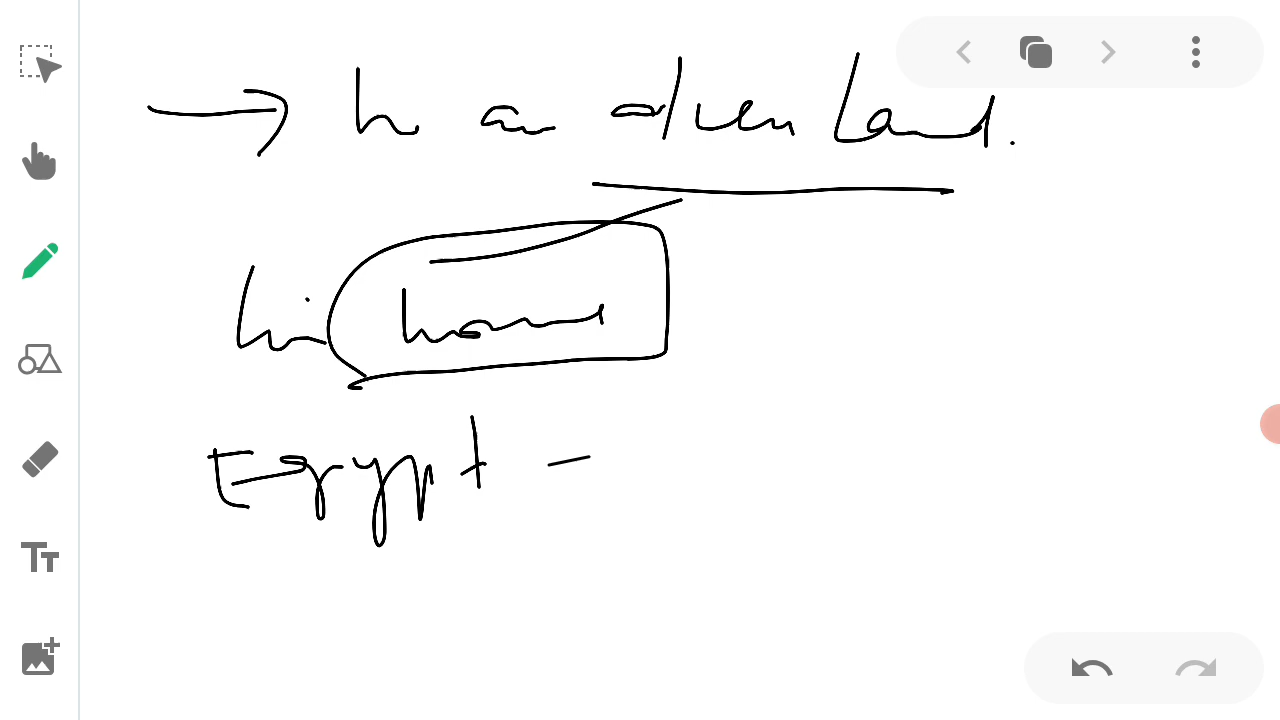 → In an alien land.
his home
Egypt -